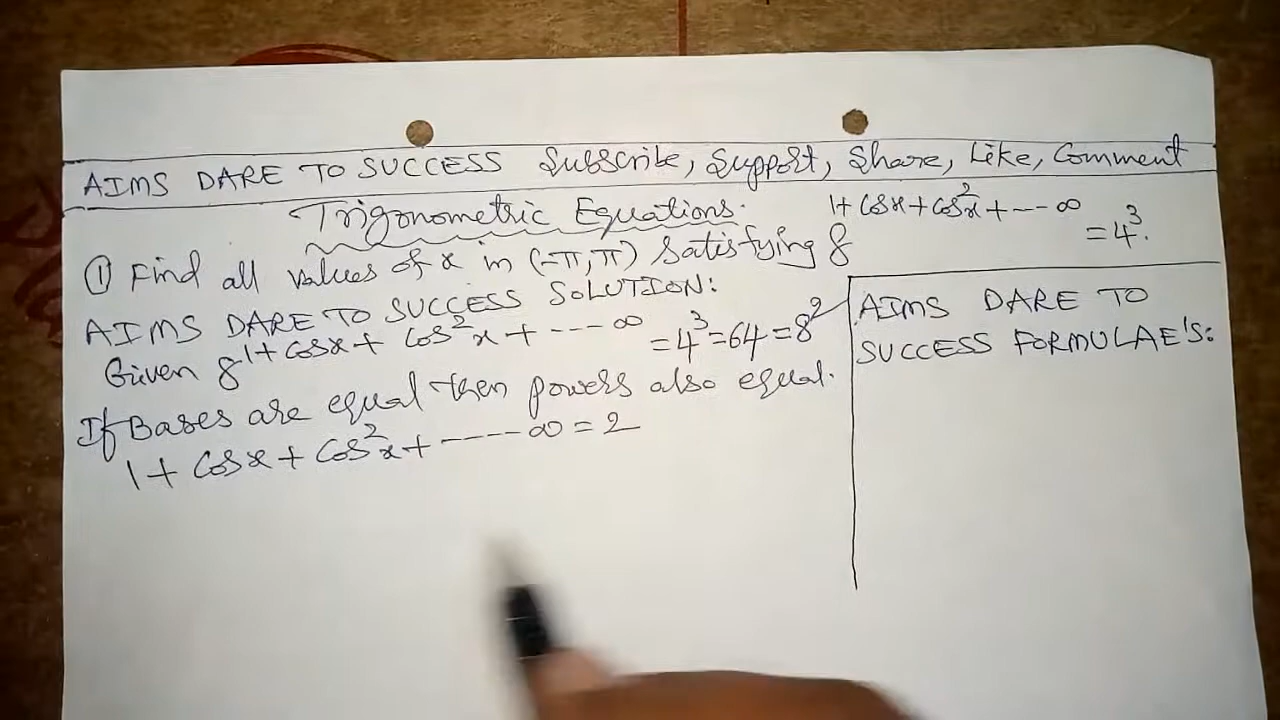 AIMS DARE TO SUCCESS Subscribe, Support, Share, Like, Comment
Trigonometric Equations.
① Find all values of x in (-π,π) satisfying 8^(1+cosx+cos²x+----∞) = 4³.
AIMS DARE TO SUCCESS SOLUTION:
Given 8^(1+cosx+cos²x+----∞) = 4³=64=8²
If Bases are equal then powers also equal.
1+cosx+cos²x+-----∞=2
AIMS DARE TO
SUCCESS FORMULAE'S: